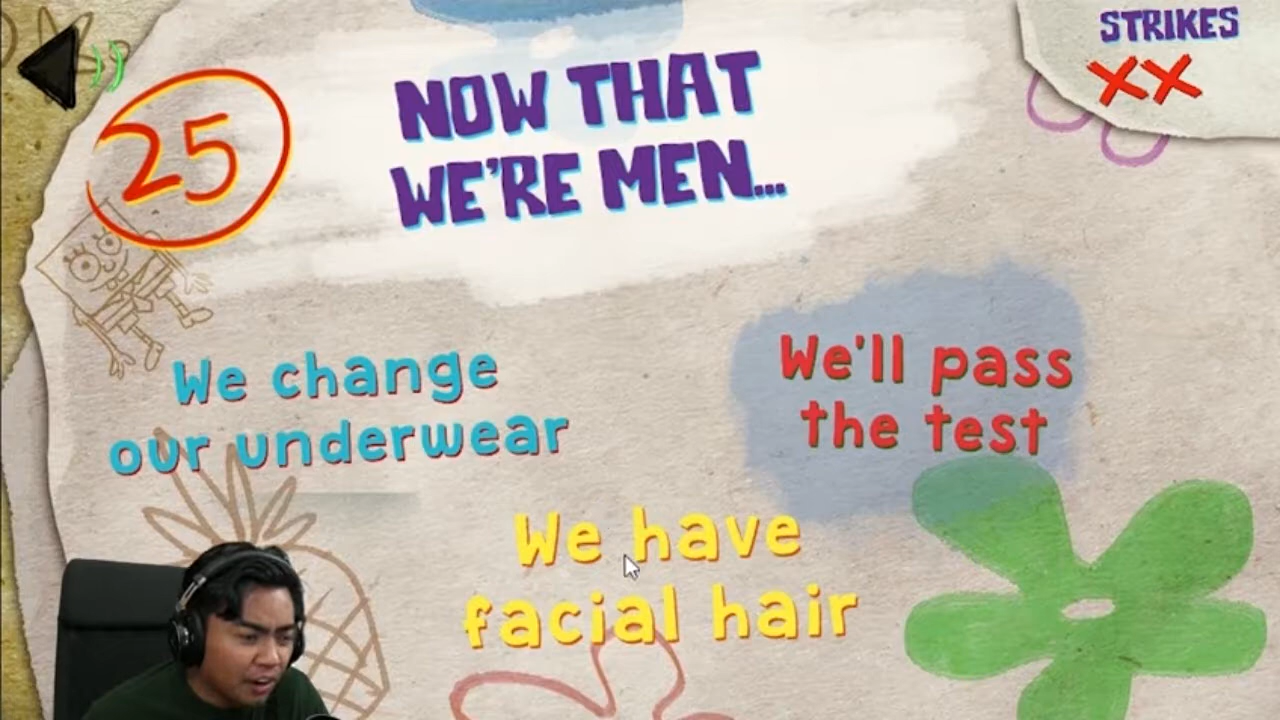 STRIKES
XX
25
NOW THAT
WE'RE MEN...
We change
our underwear
We'll pass
the test
We have
facial hair